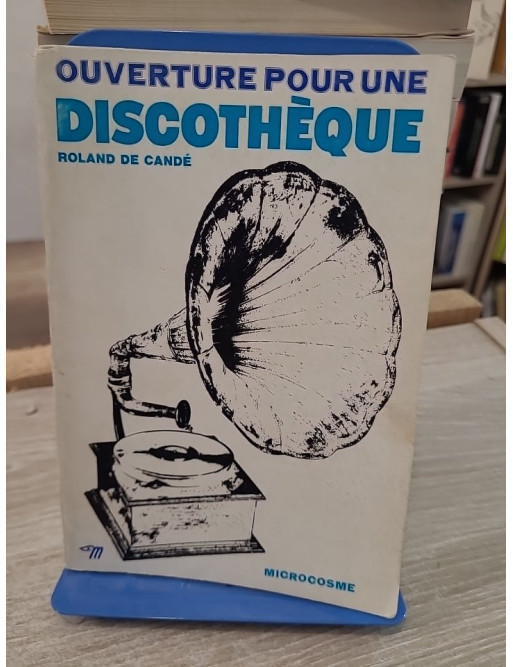 OUVERTURE POUR UNE
DISCOTHÈQUE
ROLAND DE CANDÉ
m
MICROCOSME